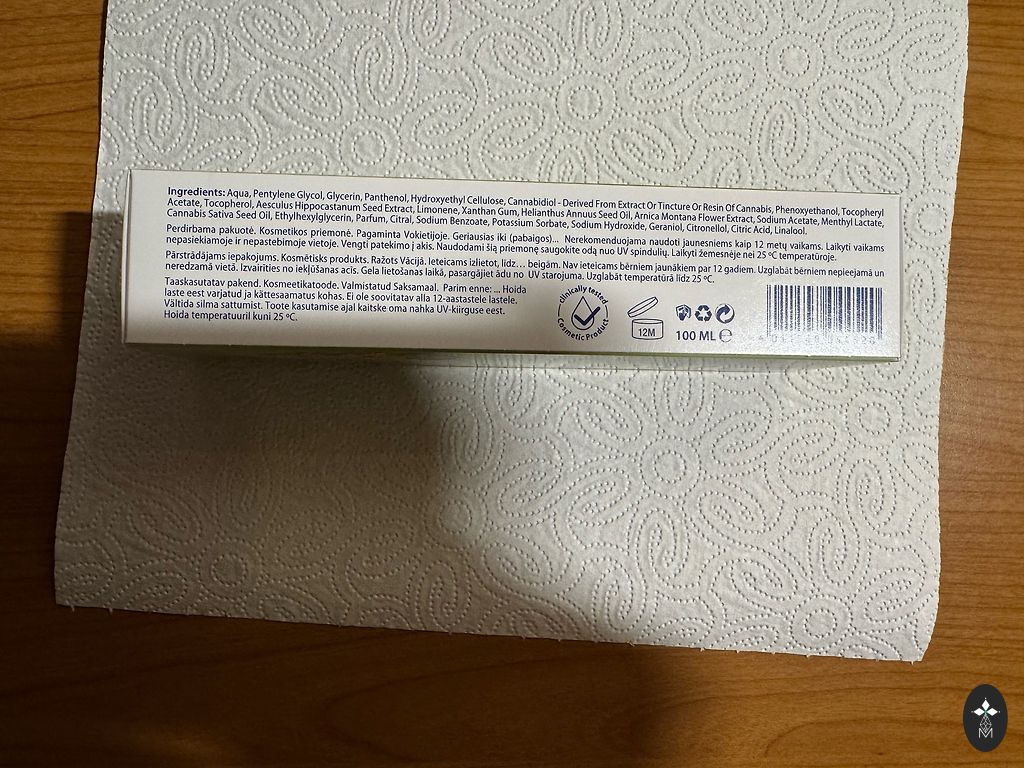 Ingredients: Aqua, Pentylene Glycol, Glycerin, Panthenol, Hydroxyethyl Cellulose, Cannabidiol - Derived From Extract Or Tincture Or Resin Of Cannabis, Phenoxyethanol, Tocopheryl
Acetate, Tocopherol, Aesculus Hippocastanum Seed Extract, Limonene, Xanthan Gum, Helianthus Annuus Seed Oil, Arnica Montana Flower Extract, Sodium Acetate, Menthyl Lactate,
Cannabis Sativa Seed Oil, Ethylhexylglycerin, Parfum, Citral, Sodium Benzoate, Potassium Sorbate, Sodium Hydroxide, Geraniol, Citronellol, Citric Acid, Linalool.
Perdirbama pakuotė. Kosmetikos priemonė. Pagaminta Vokietijoje. Geriausias iki (pabaigos)... Nerekomenduojama naudoti jaunesniems kaip 12 metų vaikams. Laikyti vaikams
nepasiekiamoje ir nepastebimoje vietoje. Vengti patekimo į akis. Naudodami šią priemonę saugokite odą nuo UV spindulių. Laikyti žemesnėje nei 25 ºC temperatūroje.
Pārstrādājams iepakojums. Kosmētisks produkts. Ražots Vācijā. Ieteicams izlietot, līdz... beigām. Nav ieteicams bērniem jaunākiem par 12 gadiem. Uzglabāt bērniem nepieejamā un
neredzamā vietā. Izvairīties no iekļūšanas acīs. Gela lietošanas laikā, pasargājiet ādu no UV starojuma. Uzglabāt temperatūrā līdz 25 ºC.
Taaskasutatav pakend. Kosmeetikatoode. Valmistatud Saksamaal. Parim enne: ... Hoida
laste eest varjatud ja kättesaamatus kohas. Ei ole soovitatav alla 12-aastastele lastele.
Vältida silma sattumist. Toote kasutamise ajal kaitske oma nahka UV-kiirguse eest.
Hoida temperatuuril kuni 25 ºC.
clinically tested
Cosmetic Product
12M
100 ML ℮
M